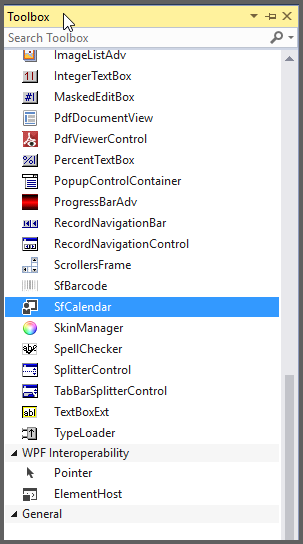 Toolbox
Search Toolbox
ImageListAdv
IntegerTextBox
MaskedEditBox
PdfDocumentView
PdfViewerControl
PercentTextBox
PopupControlContainer
ProgressBarAdv
RecordNavigationBar
RecordNavigationControl
ScrollersFrame
SfBarcode
SfCalendar
SkinManager
SpellChecker
SplitterControl
TabBarSplitterControl
TextBoxExt
TypeLoader
WPF Interoperability
Pointer
ElementHost
General